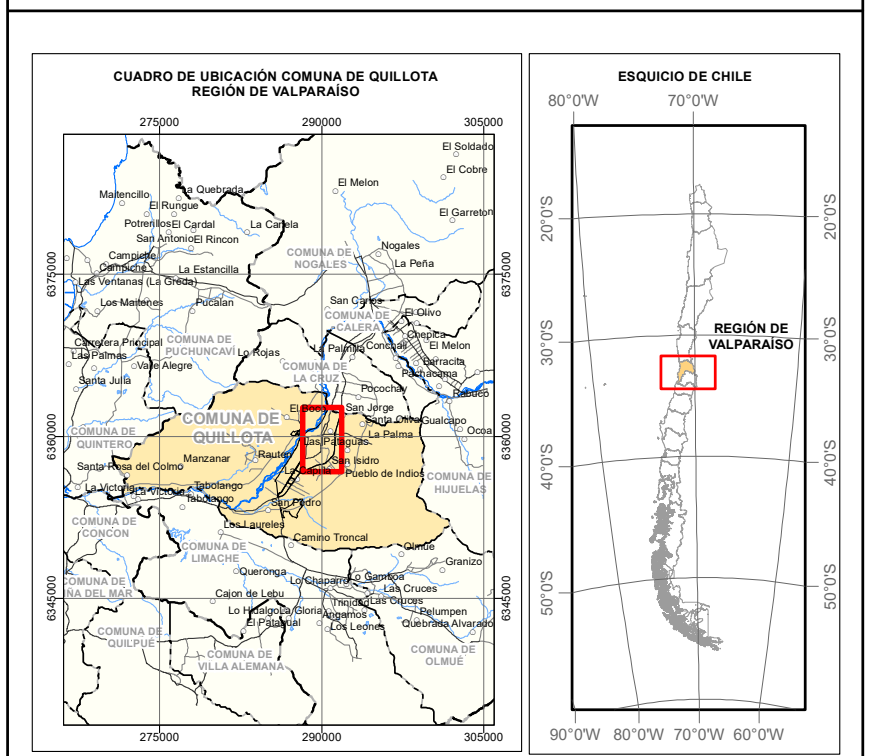 CUADRO DE UBICACIÓN COMUNA DE QUILLOTA
REGIÓN DE VALPARAÍSO
275000
290000
305000
El Soldado
El Cobre
El Melon
Maitencillo
La Quebrada
El Rungue
El Garreton
Potrerillos
El Cardal
La Canela
San Antonio
El Rincon
COMUNA DE
NOGALES
Nogales
La Peña
Campiche
Campiche
La Estancilla
Las Ventanas (La Greda)
6375000
6375000
Los Maitenes
Pucalan
San Carlos
El Olivo
COMUNA DE
CALERA
Chepica
Carretera Principal
COMUNA DE
PUCHUNCAVÍ
Lo Rojas
La Palmilla
Conchali
El Melon
Las Palmas
Valle Alegre
COMUNA DE
LA CRUZ
Barracita
Pachacama
Santa Julia
Pocochay
Rabuco
El Boco
San Jorge
COMUNA DE
QUILLOTA
Santa Oliva
Gualcapo
COMUNA DE
QUINTERO
La Palma
Ocoa
6360000
6360000
Las Pataguas
Manzanar
Rauten
Santa Rosa del Colmo
San Isidro
La Capilla
Pueblo de Indios
COMUNA DE
HIJUELAS
La Victoria
La Victoria
Tabolango
Tabolango
San Pedro
COMUNA DE
CONCON
Los Laureles
Camino Troncal
COMUNA DE
LIMACHE
Olmue
Granizo
Queronga
Lo Chaparro
Lo Gamboa
COMUNA DE
ÑA DEL MAR
Cajon de Lebu
Las Cruces
Las Cruces
Trinidad
6345000
6345000
Lo Hidalgo
La Gloria
Angamos
Pelumpen
El Patagual
Los Leones
Quebrada Alvarado
COMUNA DE
QUILPUÉ
COMUNA DE
VILLA ALEMANA
COMUNA DE
OLMUÉ
275000
290000
305000
ESQUICIO DE CHILE
80°0'W
70°0'W
20°0'S
20°0'S
REGIÓN DE
VALPARAÍSO
30°0'S
30°0'S
40°0'S
40°0'S
50°0'S
50°0'S
90°0'W
80°0'W
70°0'W
60°0'W